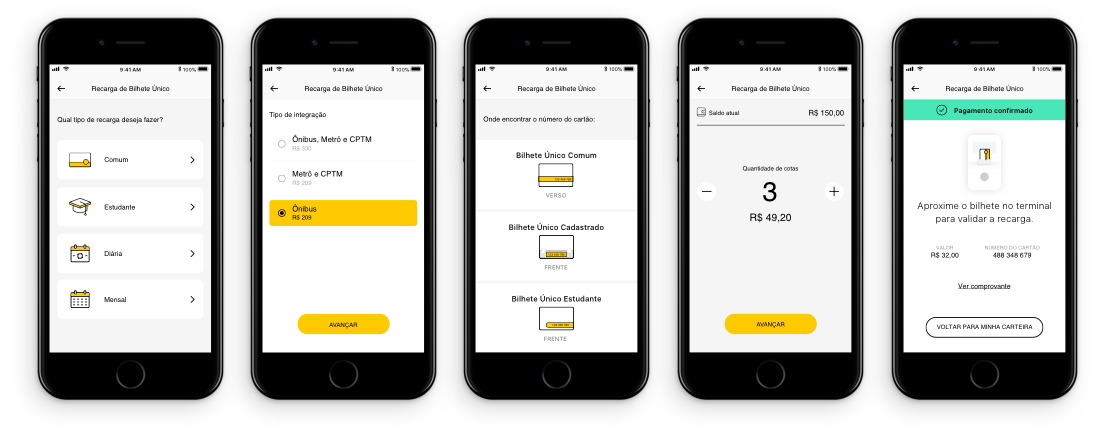 9:41 AM
100%
Recarga de Bilhete Único
Qual tipo de recarga deseja fazer?
Comum
Estudante
Diária
Mensal
9:41 AM
100%
Recarga de Bilhete Único
Tipo de integração
Ônibus, Metrô e CPTM
R$ 330
Metrô e CPTM
R$ 209
Ônibus
R$ 209
AVANÇAR
9:41 AM
100%
Recarga de Bilhete Único
Onde encontrar o número do cartão:
Bilhete Único Comum
VERSO
Bilhete Único Cadastrado
FRENTE
Bilhete Único Estudante
FRENTE
9:41 AM
100%
Recarga de Bilhete Único
Saldo atual
R$ 150,00
Quantidade de cotas
3
R$ 49,20
AVANÇAR
9:41 AM
100%
Recarga de Bilhete Único
Pagamento confirmado
Aproxime o bilhete no terminal
para validar a recarga.
VALOR
R$ 32,00
NÚMERO DO CARTÃO
488 348 679
Ver comprovante
VOLTAR PARA MINHA CARTEIRA